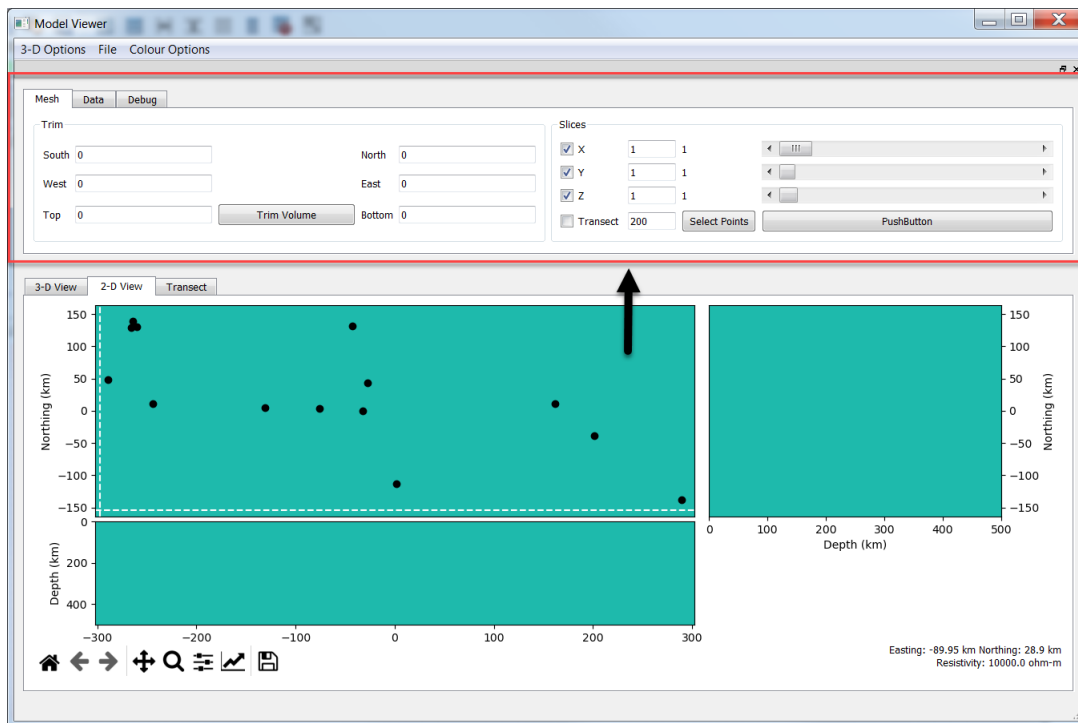 Model Viewer
3-D Options File Colour Options
Mesh Data Debug
Trim
South 0 North 0
West 0 East 0
Top 0 Trim Volume Bottom 0
Slices
X 1 1
Y 1 1
Z 1 1
Transect 200 Select Points PushButton
3-D View 2-D View Transect
150
100
50
0
−50
−100
−150
Northing (km)
0
200
400
Depth (km)
−300 −200 −100 0 100 200 300
150
100
50
0
−50
−100
−150
Northing (km)
0 100 200 300 400 500
Depth (km)
Easting: -89.95 km Northing: 28.9 km
Resistivity: 10000.0 ohm-m